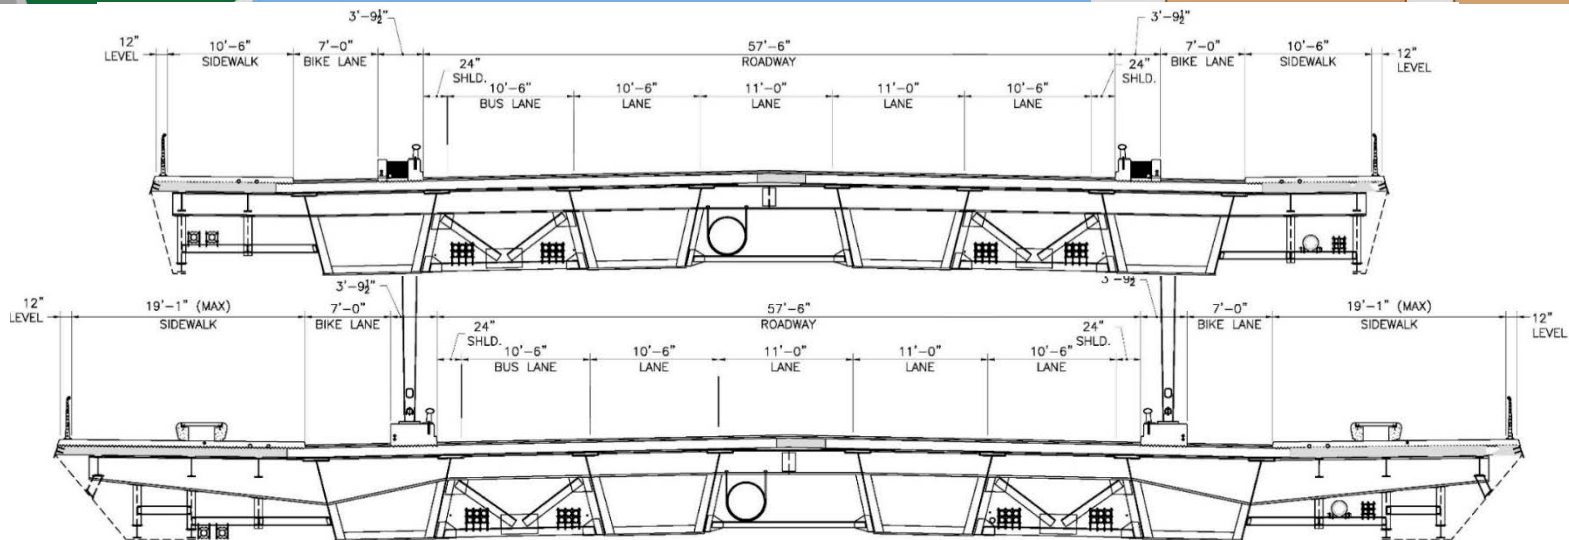 3'-9½" 3'-9½"
12" LEVEL 10'-6" SIDEWALK 7'-0" BIKE LANE 57'-6" ROADWAY 7'-0" BIKE LANE 10'-6" SIDEWALK 12" LEVEL
24" SHLD. 24" SHLD.
10'-6" BUS LANE 10'-6" LANE 11'-0" LANE 11'-0" LANE 10'-6" LANE
3'-9½" 3'-9½
12" LEVEL 19'-1" (MAX) SIDEWALK 7'-0" BIKE LANE 57'-6" ROADWAY 7'-0" BIKE LANE 19'-1" (MAX) SIDEWALK 12" LEVEL
24" SHLD. 24" SHLD.
10'-6" BUS LANE 10'-6" LANE 11'-0" LANE 11'-0" LANE 10'-6" LANE